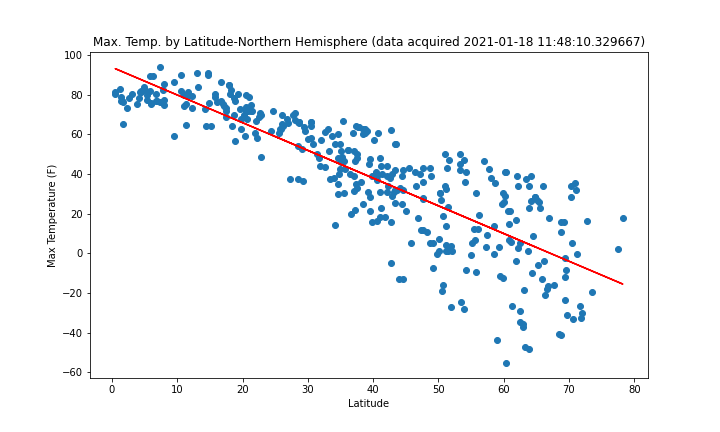 Max. Temp. by Latitude-Northern Hemisphere (data acquired 2021-01-18 11:48:10.329667)
100
80
60
40
20
0
−20
−40
−60
Max Temperature (F)
0 10 20 30 40 50 60 70 80
Latitude